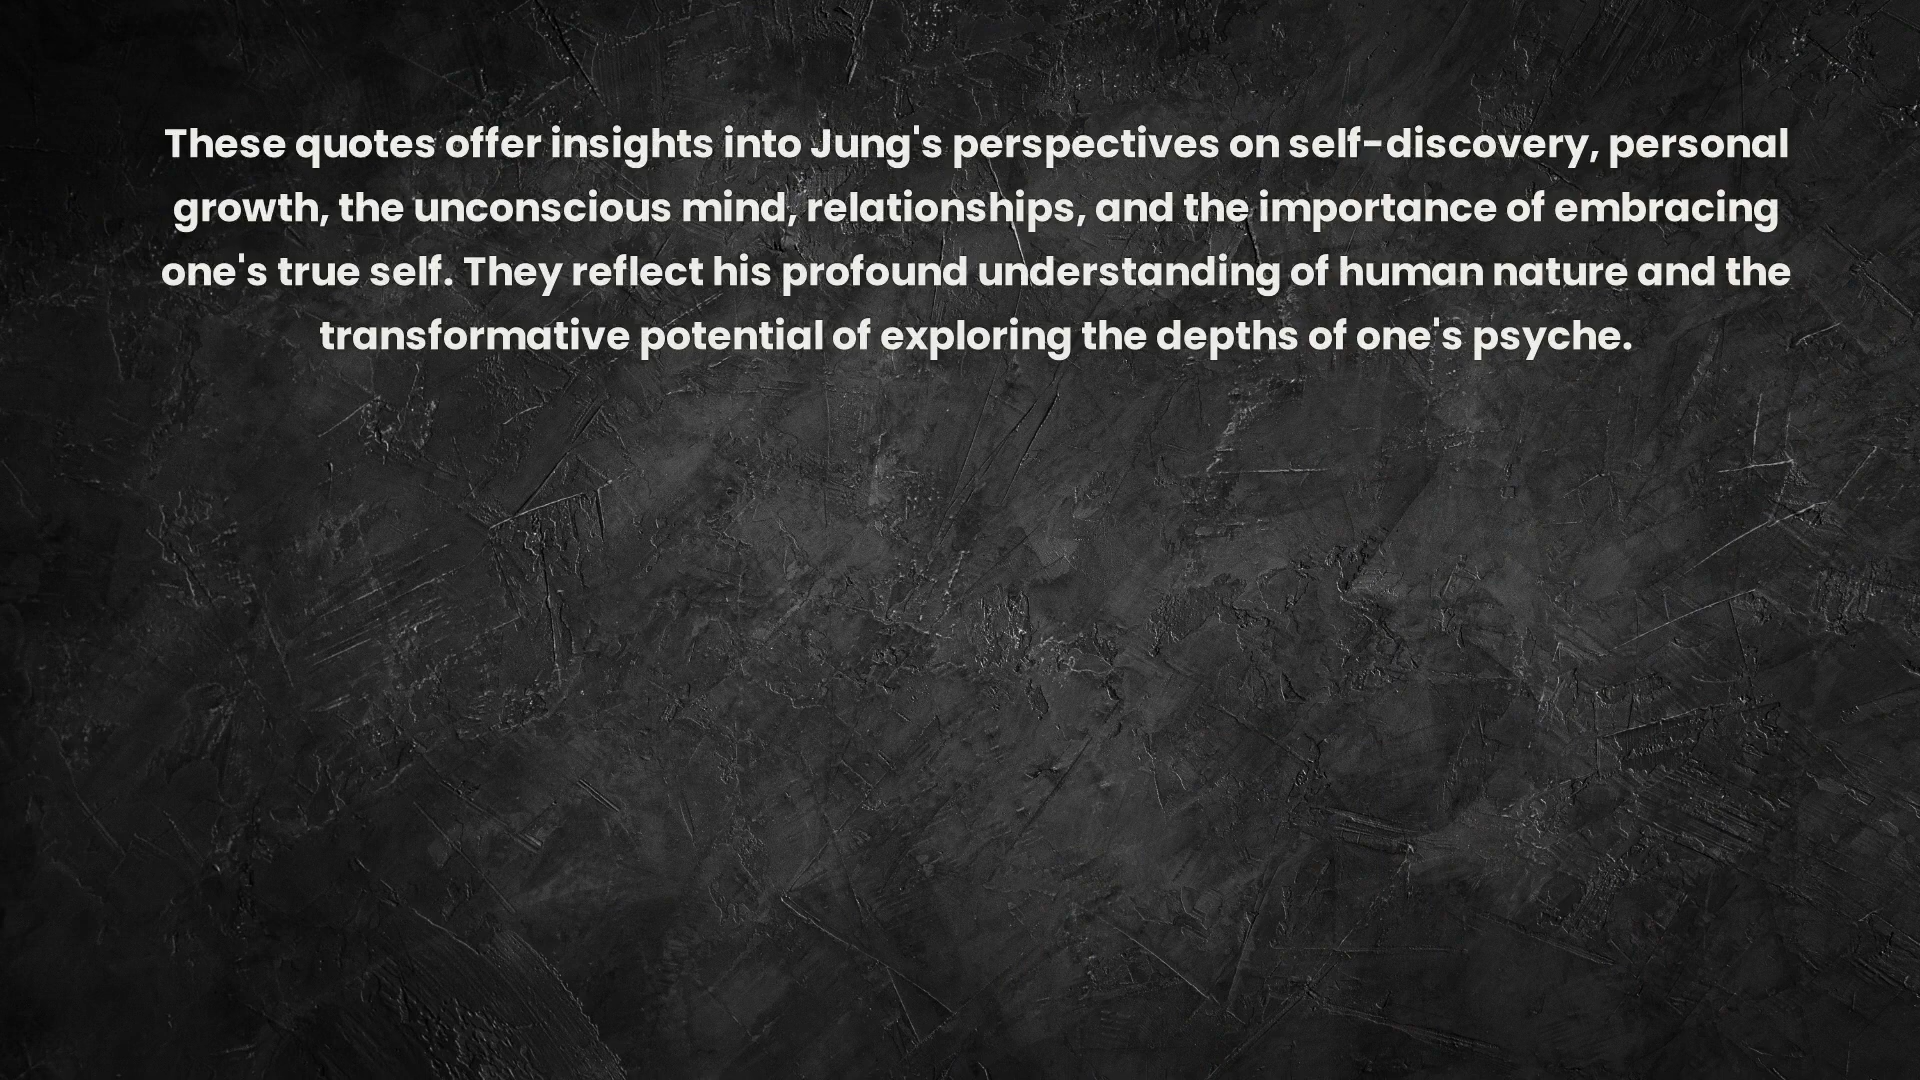 These quotes offer insights into Jung's perspectives on self-discovery, personal
growth, the unconscious mind, relationships, and the importance of embracing
one's true self. They reflect his profound understanding of human nature and the
transformative potential of exploring the depths of one's psyche.